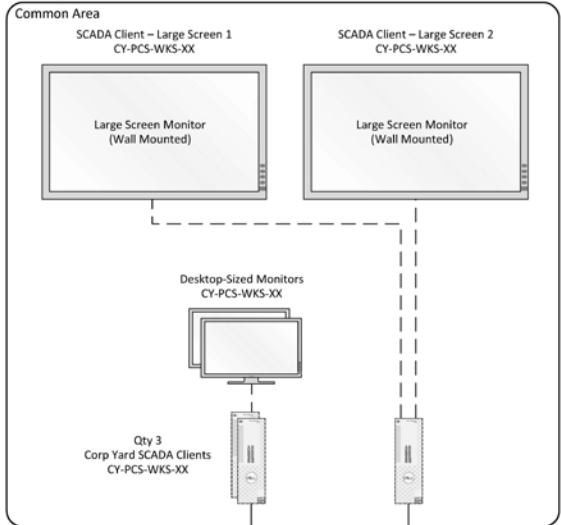 Common Area
SCADA Client – Large Screen 1
CY-PCS-WKS-XX
SCADA Client – Large Screen 2
CY-PCS-WKS-XX
Large Screen Monitor
(Wall Mounted)
Large Screen Monitor
(Wall Mounted)
Desktop-Sized Monitors
CY-PCS-WKS-XX
Qty 3
Corp Yard SCADA Clients
CY-PCS-WKS-XX